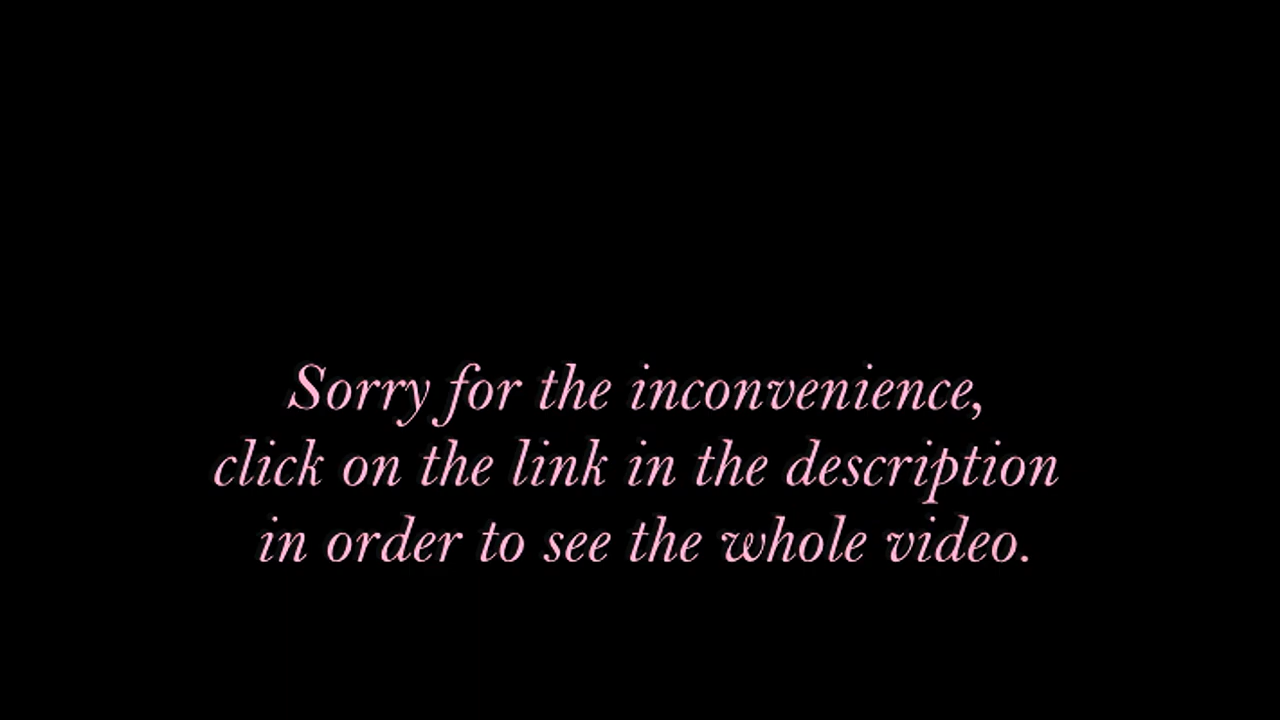 Sorry for the inconvenience,
click on the link in the description
in order to see the whole video.